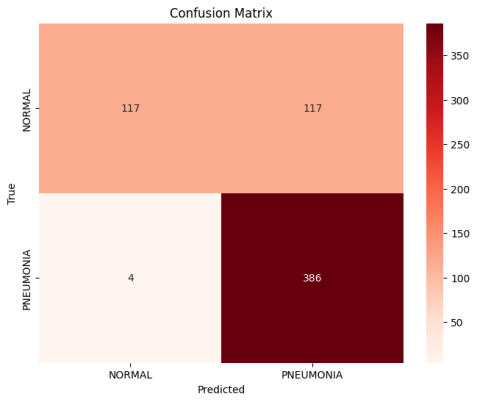 Confusion Matrix
NORMAL
117
117
PNEUMONIA
4
386
True
NORMAL
PNEUMONIA
Predicted
350
300
250
200
150
100
50